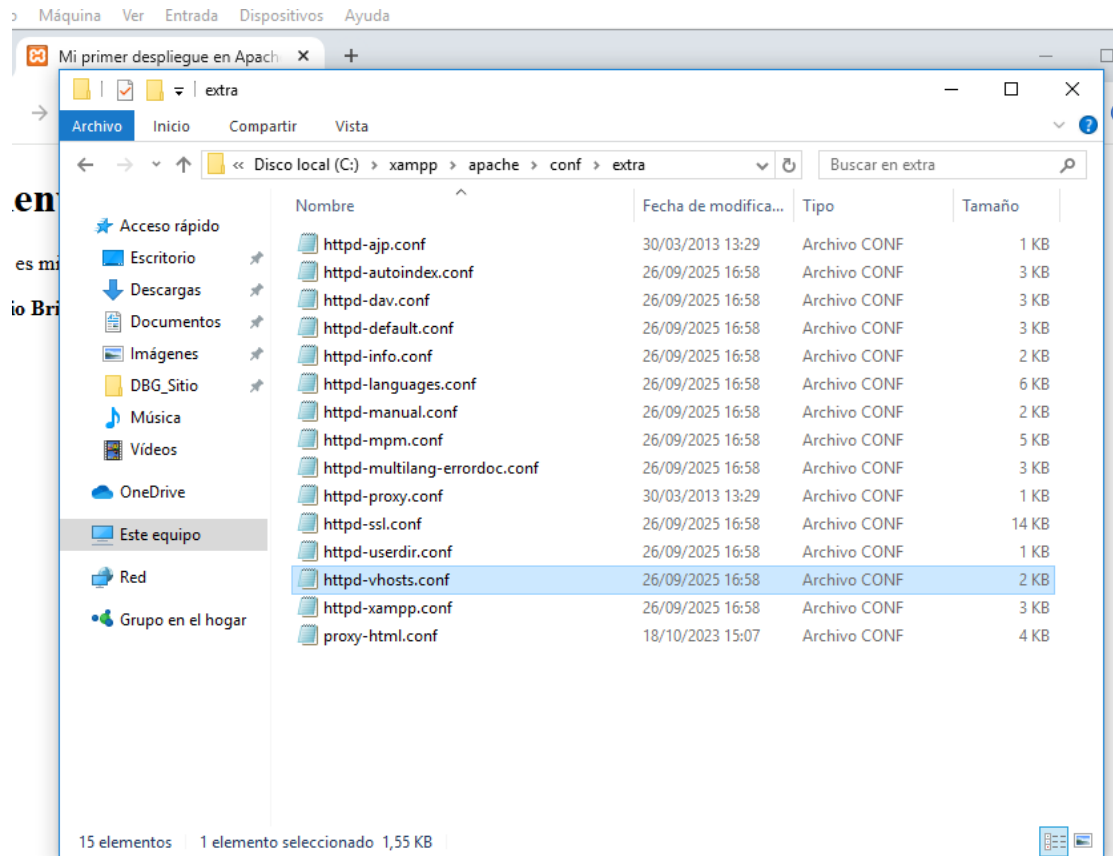 Máquina Ver Entrada Dispositivos Ayuda
Mi primer despliegue en Apach
extra
Archivo Inicio Compartir Vista
« Disco local (C:) > xampp > apache > conf > extra
Buscar en extra
Nombre Fecha de modifica... Tipo Tamaño
Acceso rápido
Escritorio
Descargas
Documentos
Imágenes
DBG_Sitio
Música
Vídeos
OneDrive
Este equipo
Red
Grupo en el hogar
httpd-ajp.conf 30/03/2013 13:29 Archivo CONF 1 KB
httpd-autoindex.conf 26/09/2025 16:58 Archivo CONF 3 KB
httpd-dav.conf 26/09/2025 16:58 Archivo CONF 3 KB
httpd-default.conf 26/09/2025 16:58 Archivo CONF 3 KB
httpd-info.conf 26/09/2025 16:58 Archivo CONF 2 KB
httpd-languages.conf 26/09/2025 16:58 Archivo CONF 6 KB
httpd-manual.conf 26/09/2025 16:58 Archivo CONF 2 KB
httpd-mpm.conf 26/09/2025 16:58 Archivo CONF 5 KB
httpd-multilang-errordoc.conf 26/09/2025 16:58 Archivo CONF 3 KB
httpd-proxy.conf 30/03/2013 13:29 Archivo CONF 1 KB
httpd-ssl.conf 26/09/2025 16:58 Archivo CONF 14 KB
httpd-userdir.conf 26/09/2025 16:58 Archivo CONF 1 KB
httpd-vhosts.conf 26/09/2025 16:58 Archivo CONF 2 KB
httpd-xampp.conf 26/09/2025 16:58 Archivo CONF 3 KB
proxy-html.conf 18/10/2023 15:07 Archivo CONF 4 KB
es mi
io Bri
15 elementos 1 elemento seleccionado 1,55 KB